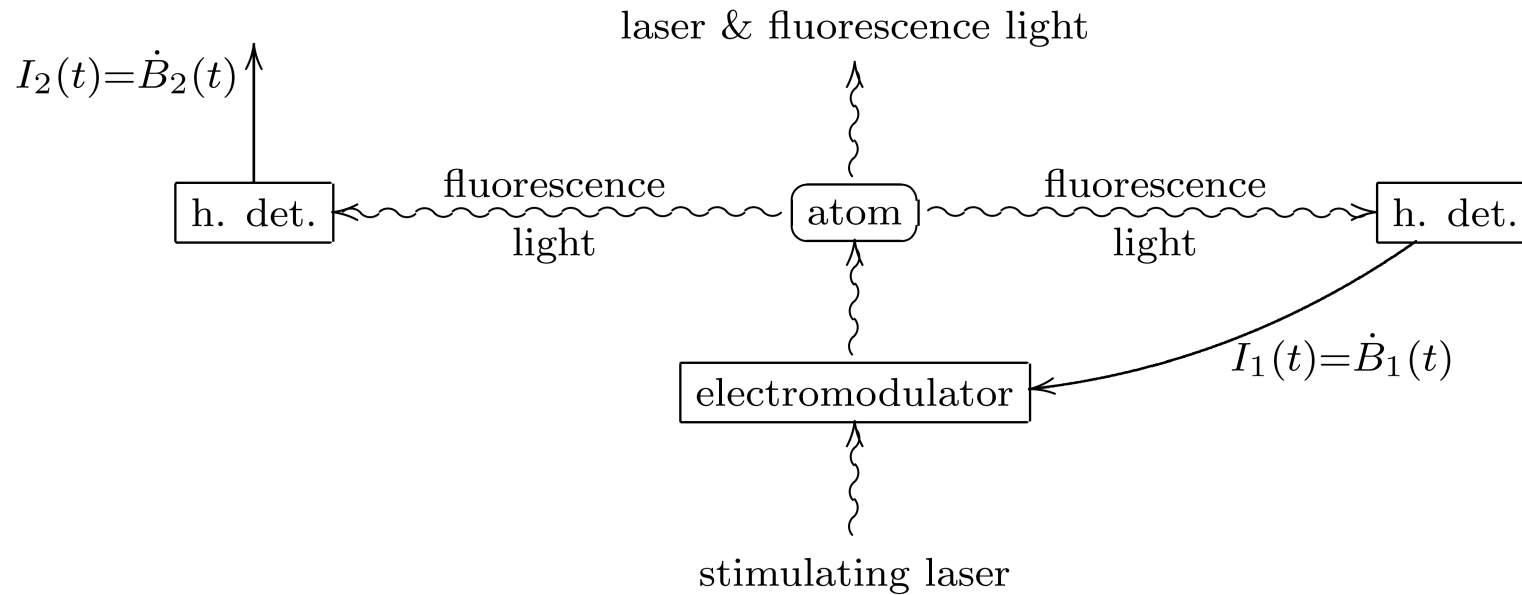 laser & fluorescence light
I₂(t)=Ḃ₂(t)
fluorescence
light
fluorescence
light
h. det.
atom
h. det.
I₁(t)=Ḃ₁(t)
electromodulator
stimulating laser